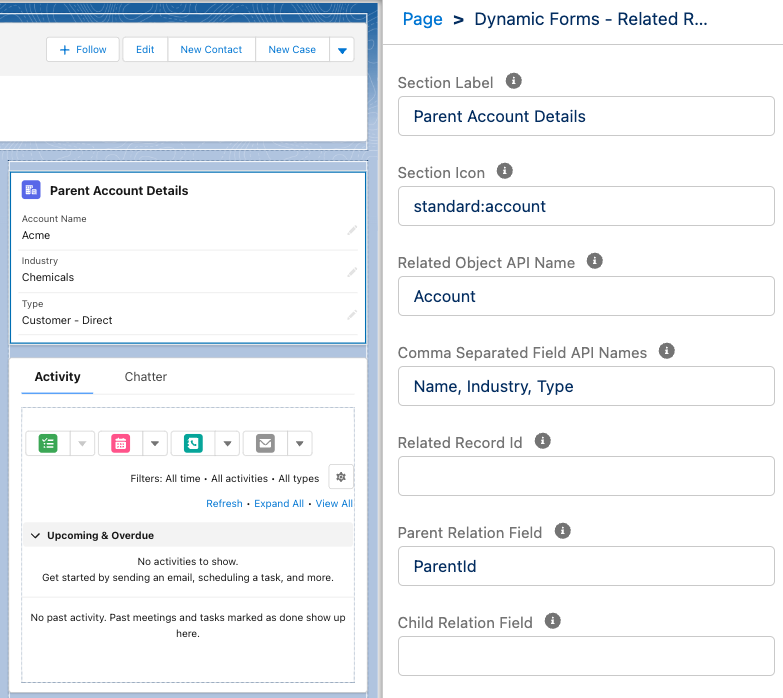 Follow
Edit
New Contact
New Case
Parent Account Details
Account Name
Acme
Industry
Chemicals
Type
Customer - Direct
Activity
Chatter
Filters: All time • All activities • All types
Refresh • Expand All • View All
Upcoming & Overdue
No activities to show.
Get started by sending an email, scheduling a task, and more.
No past activity. Past meetings and tasks marked as done show up
here.
Page > Dynamic Forms - Related R...
Section Label
Parent Account Details
Section Icon
standard:account
Related Object API Name
Account
Comma Separated Field API Names
Name, Industry, Type
Related Record Id
Parent Relation Field
ParentId
Child Relation Field